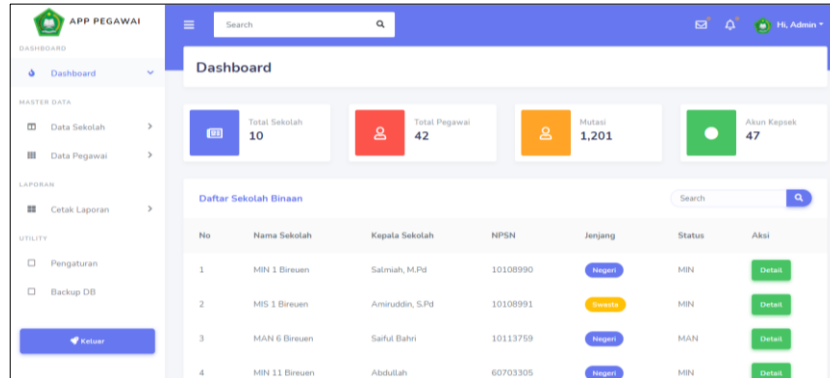 APP PEGAWAI
DASHBOARD
Dashboard
MASTER DATA
Data Sekolah
Data Pegawai
LAPORAN
Cetak Laporan
UTILITY
Pengaturan
Backup DB
Keluar
Search
Hi, Admin
Dashboard
Total Sekolah
10
Total Pegawai
42
Mutasi
1,201
Akun Kepsek
47
Daftar Sekolah Binaan
Search
No Nama Sekolah Kepala Sekolah NPSN Jenjang Status Aksi
1 MIN 1 Bireuen Salmiah, M.Pd 10108990 Negeri MIN Detail
2 MIS 1 Bireuen Amiruddin, S.Pd 10108991 Swasta MIN Detail
3 MAN 6 Bireuen Saiful Bahri 10113759 Negeri MAN Detail
4 MIN 11 Bireuen Abdullah 60703305 Negeri MIN Detail